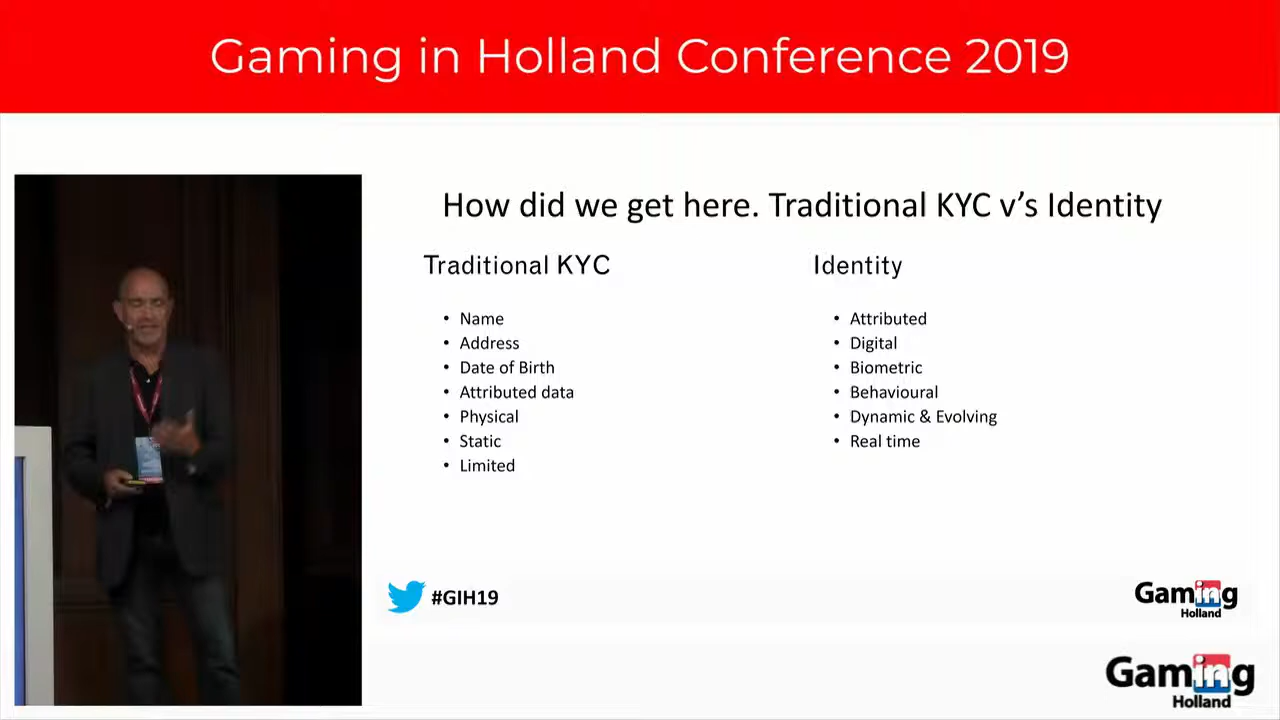 Gaming in Holland Conference 2019
How did we get here. Traditional KYC v's Identity
Traditional KYC
• Name
• Address
• Date of Birth
• Attributed data
• Physical
• Static
• Limited
Identity
• Attributed
• Digital
• Biometric
• Behavioural
• Dynamic & Evolving
• Real time
#GIH19
Gaming
Holland
Gaming
Holland